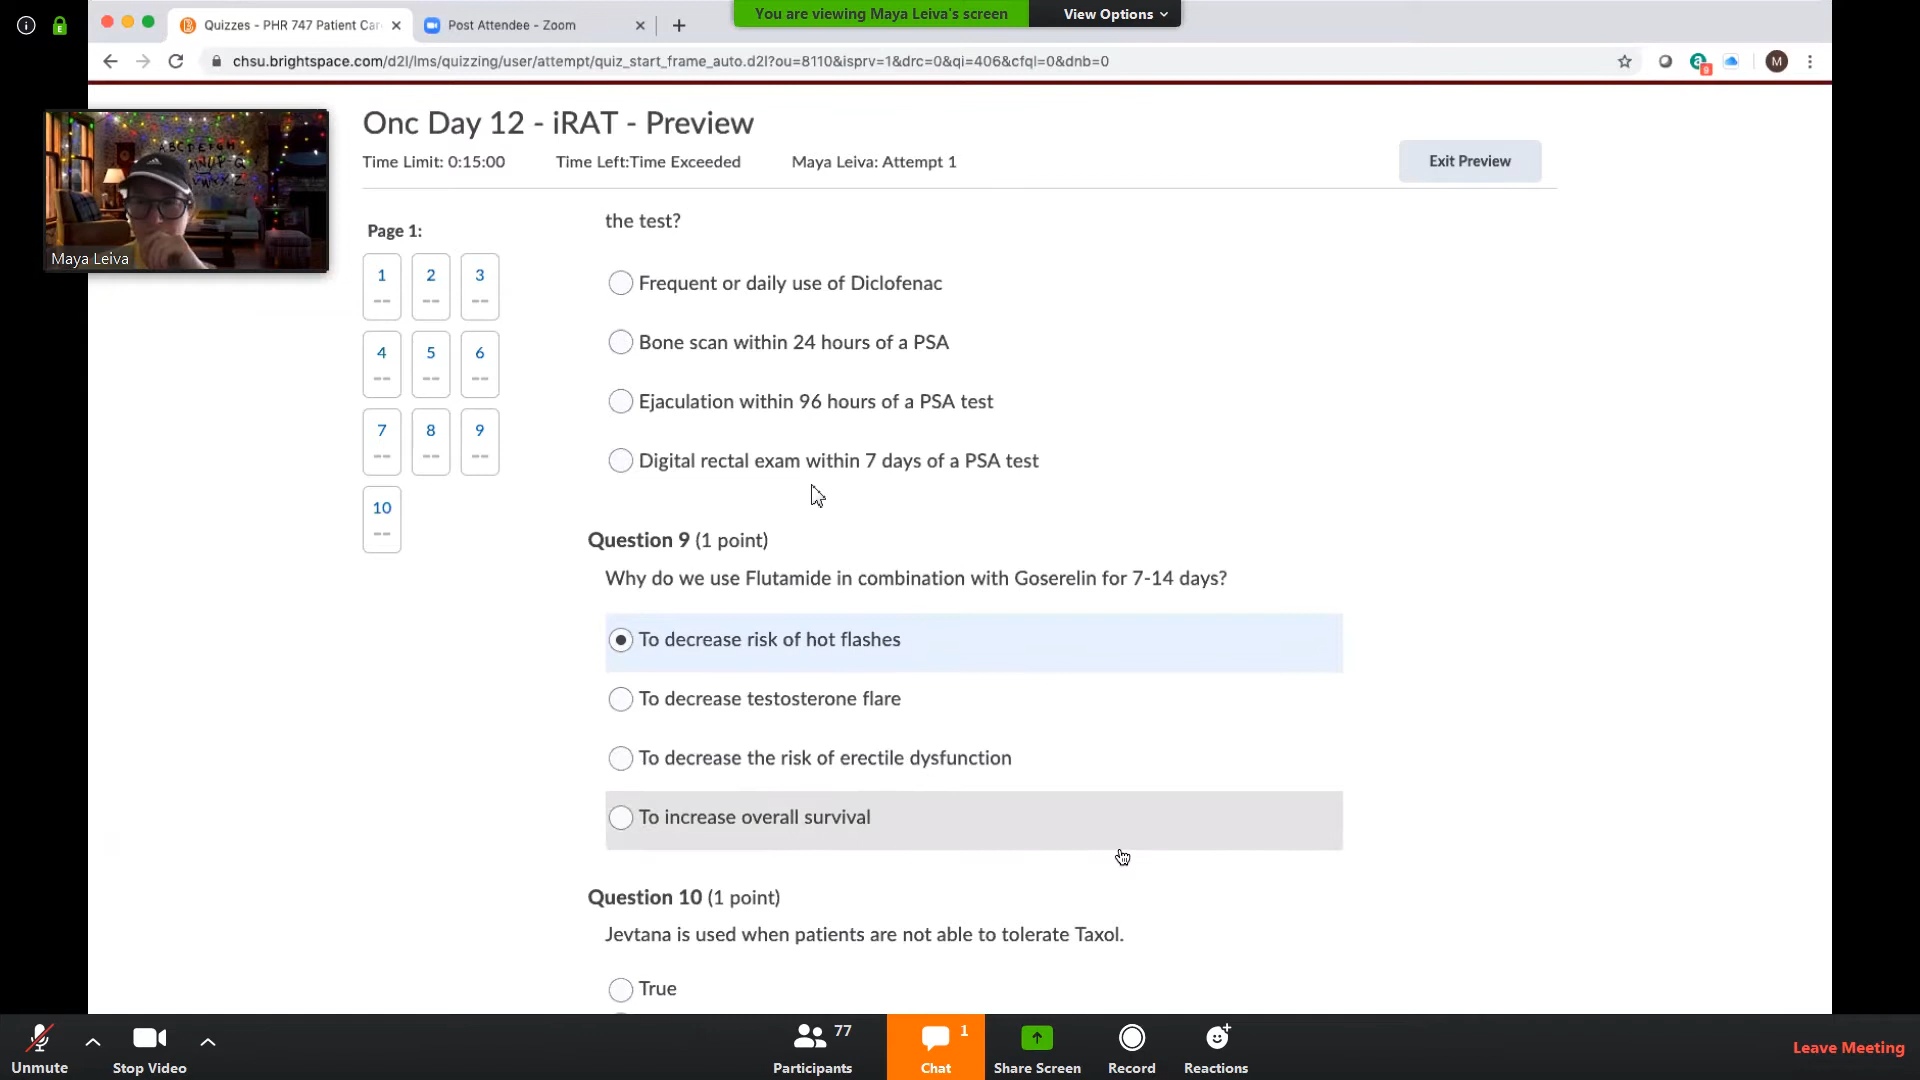 You are viewing Maya Leiva's screen
View Options
Quizzes - PHR 747 Patient Car
Post Attendee - Zoom
chsu.brightspace.com/d2l/lms/quizzing/user/attempt/quiz_start_frame_auto.d2l?ou=8110&isprv=1&drc=0&qi=406&cfql=0&dnb=0
M
Onc Day 12 - iRAT - Preview
Time Limit: 0:15:00
Time Left:Time Exceeded
Maya Leiva: Attempt 1
Exit Preview
Maya Leiva
Page 1:
1 2 3
-- -- --
4 5 6
-- -- --
7 8 9
-- -- --
10
--
the test?
Frequent or daily use of Diclofenac
Bone scan within 24 hours of a PSA
Ejaculation within 96 hours of a PSA test
Digital rectal exam within 7 days of a PSA test
Question 9 (1 point)
Why do we use Flutamide in combination with Goserelin for 7-14 days?
To decrease risk of hot flashes
To decrease testosterone flare
To decrease the risk of erectile dysfunction
To increase overall survival
Question 10 (1 point)
Jevtana is used when patients are not able to tolerate Taxol.
True
Unmute
Stop Video
77
Participants
1
Chat
Share Screen
Record
Reactions
Leave Meeting